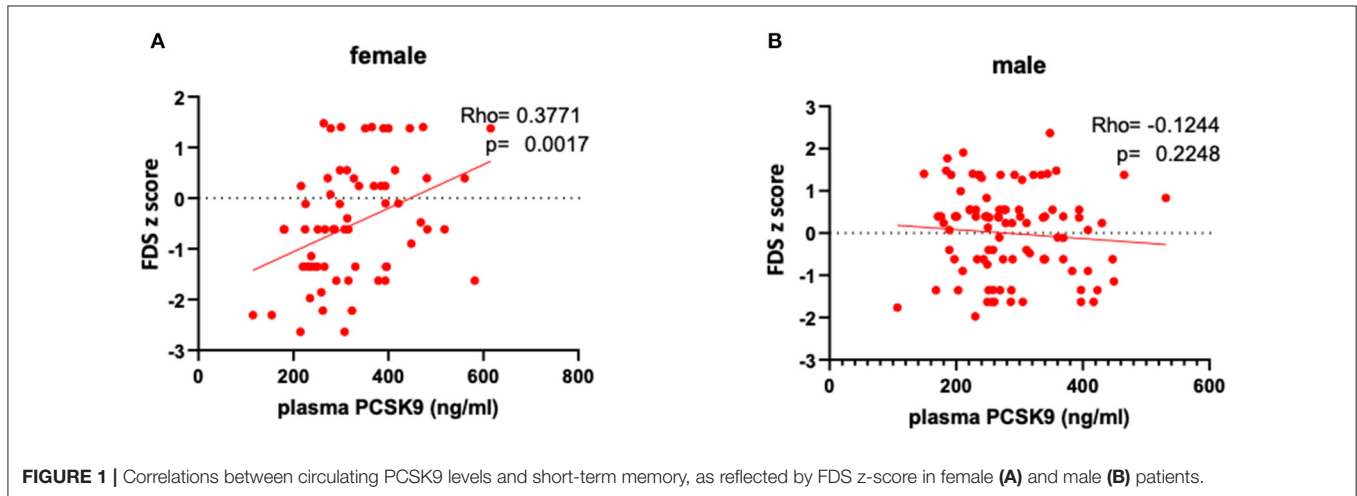 A
female
Rho= 0.3771
p= 0.0017
FDS z score
2
1
0
-1
-2
-3
0 200 400 600 800
plasma PCSK9 (ng/ml)
B
male
Rho= -0.1244
p= 0.2248
FDS z score
3
2
1
0
-1
-2
-3
0 200 400 600
plasma PCSK9 (ng/ml)
FIGURE 1 | Correlations between circulating PCSK9 levels and short-term memory, as reflected by FDS z-score in female (A) and male (B) patients.